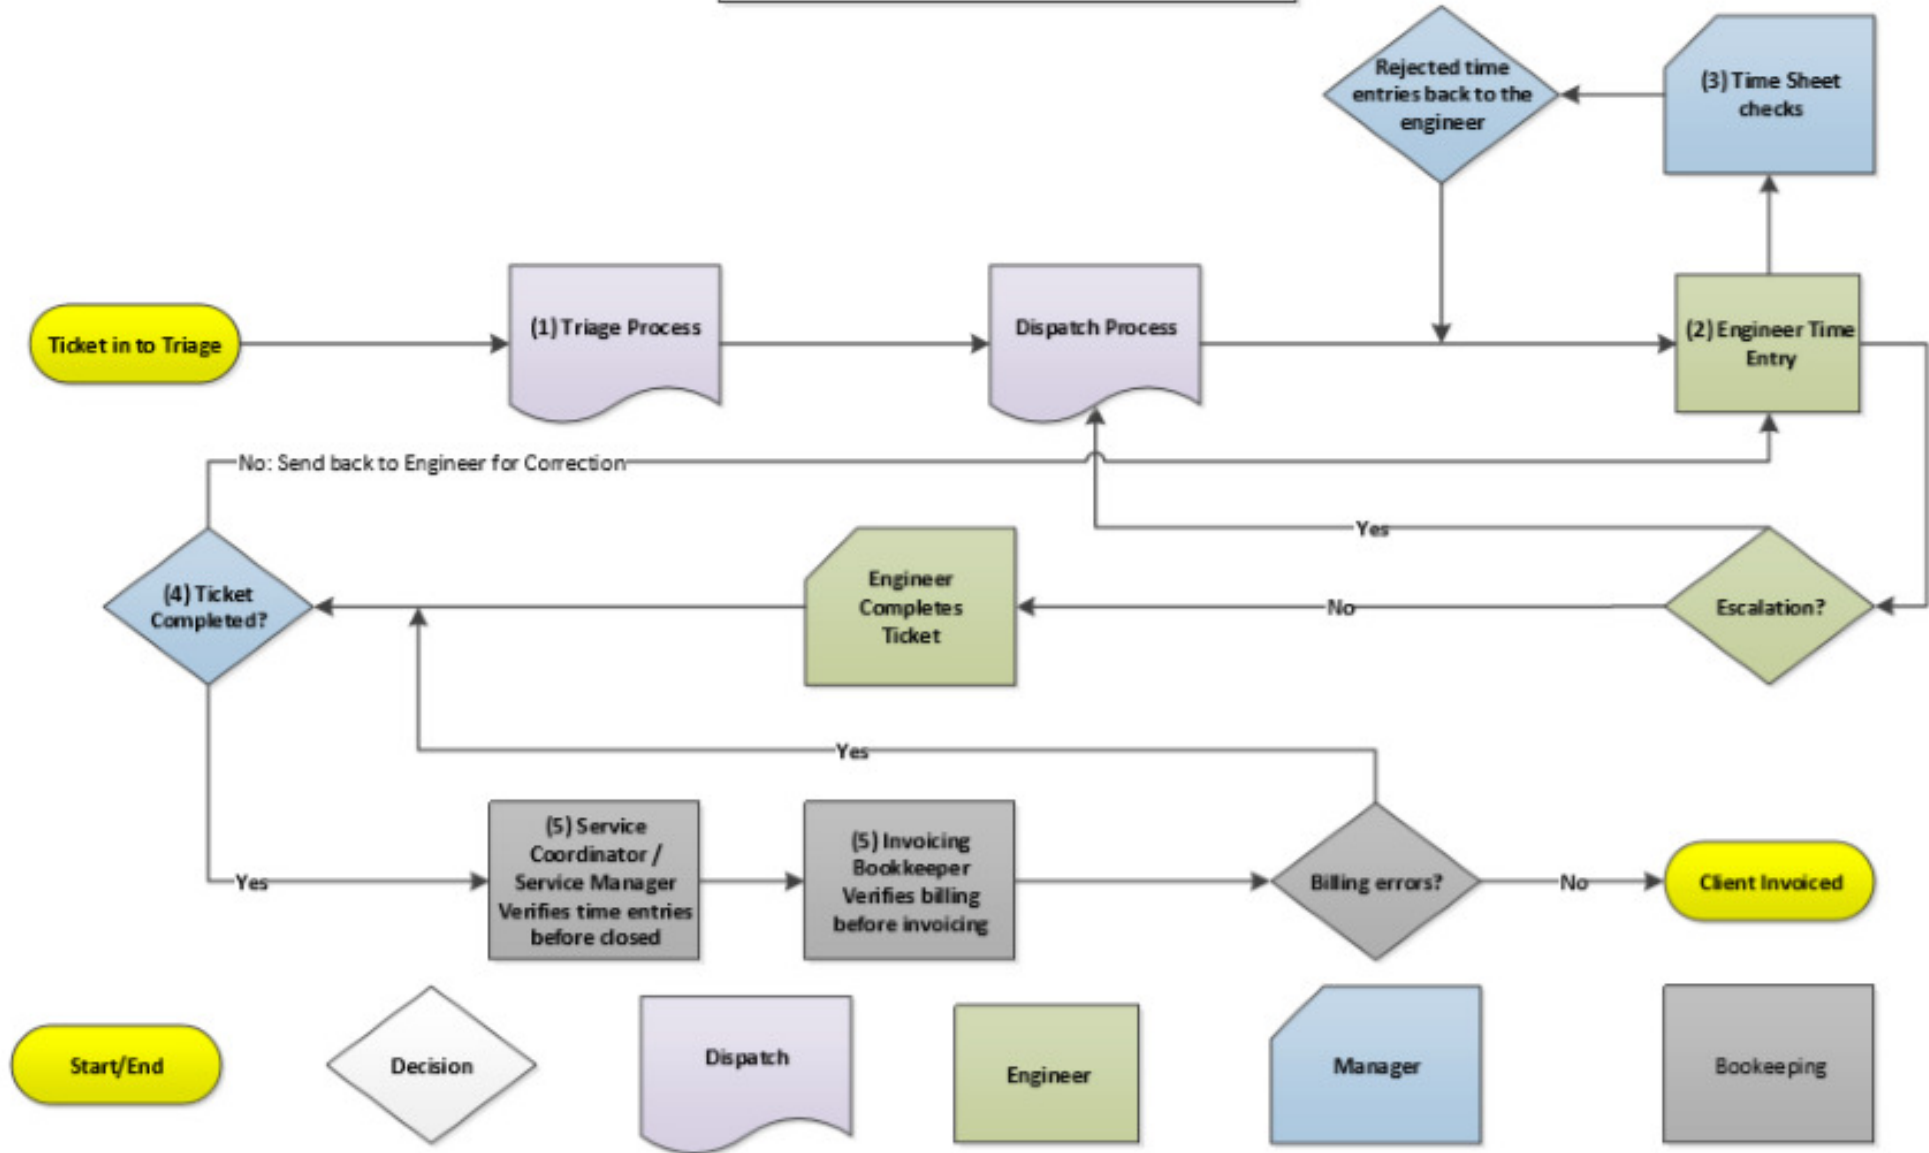 Rejected time
entries back to the
engineer
(3) Time Sheet
checks
Ticket in to Triage
(1) Triage Process
Dispatch Process
(2) Engineer Time
Entry
No: Send back to Engineer for Correction
Yes
(4) Ticket
Completed?
Engineer
Completes
Ticket
No
Escalation?
Yes
Yes
(5) Service
Coordinator /
Service Manager
Verifies time entries
before closed
(5) Invoicing
Bookkeeper
Verifies billing
before invoicing
Billing errors?
No
Client Invoiced
Start/End
Decision
Dispatch
Engineer
Manager
Bookeeping